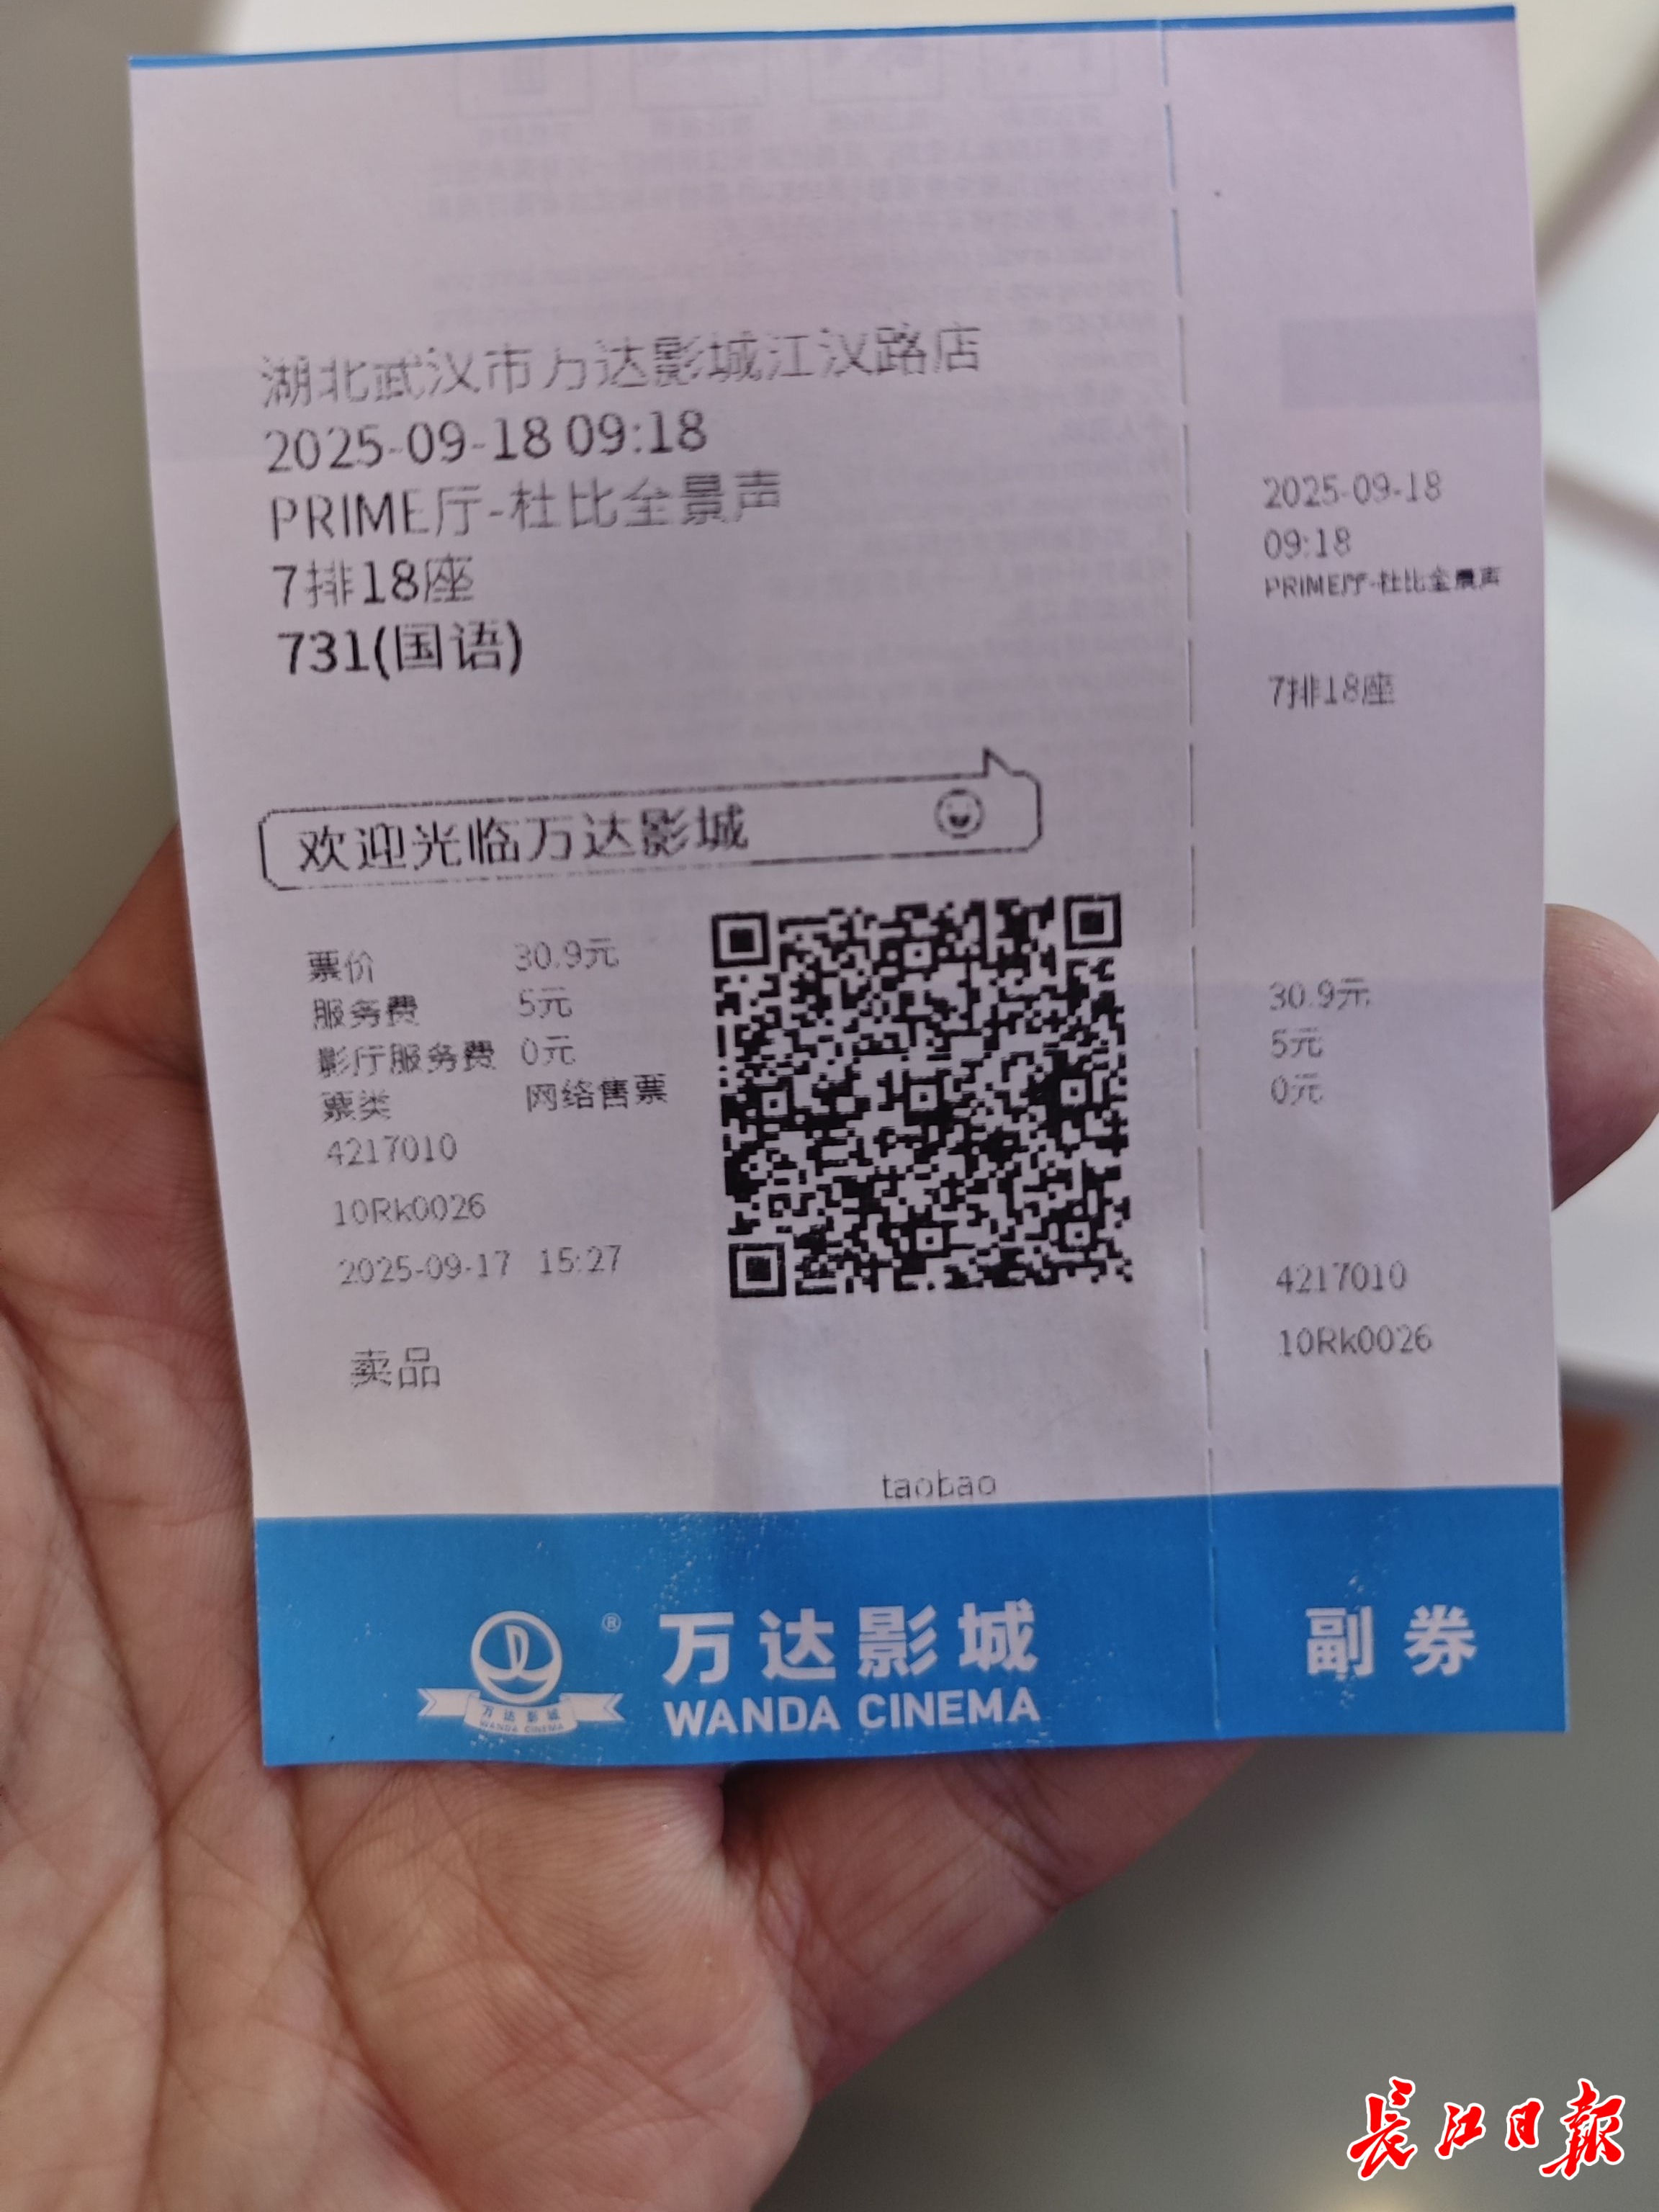 湖北武汉市万达影城江汉路店
2025-09-18 09:18
PRIME厅-杜比全景声
7排18座
731(国语)
欢迎光临万达影城
票价 30.9元
服务费 5元
影厅服务费 0元
票类 网络售票
4217010
10Rk0026
2025-09-17 15:27
卖品
taobao
2025-09-18
09:18
PRIME厅-杜比全景声
7排18座
30.9元
5元
0元
4217010
10Rk0026
万达影城
WANDA CINEMA
®
万达影城
WANDA CINEMA
副券
长江日报